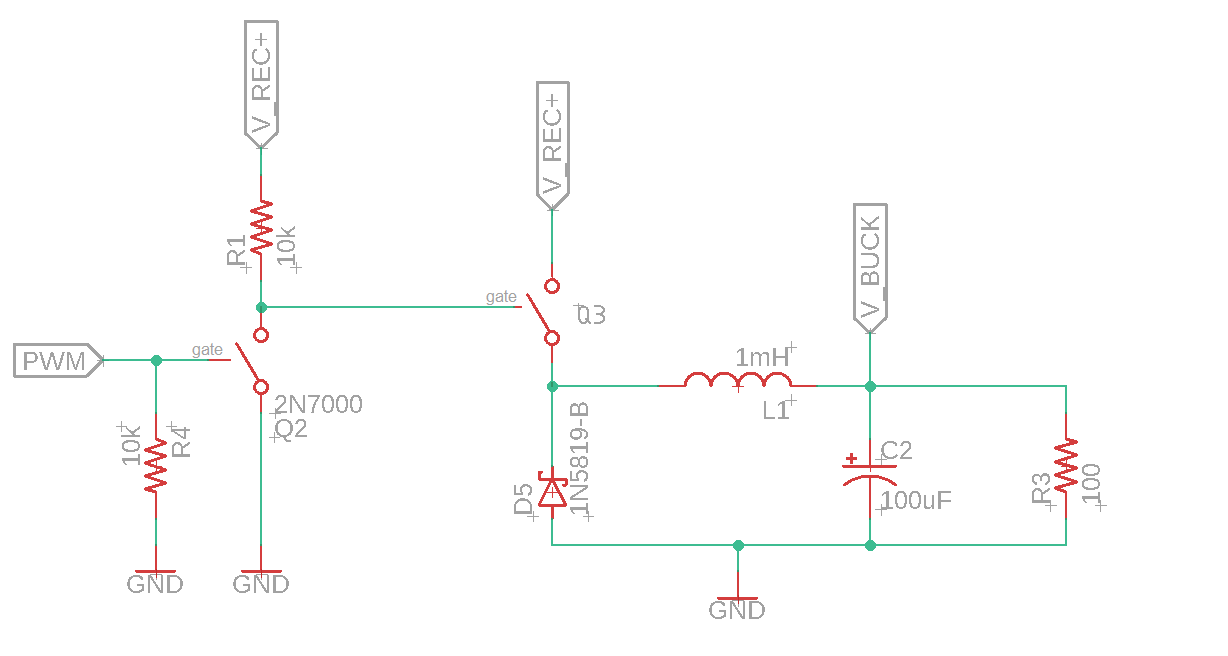 V_REC+
V_REC+
R1
10k
V_BUCK
gate
Q3
PWM
gate
1mH
L1
2N7000
Q2
10k
R4
D5
1N5819-B
C2
100uF
R3
100
GND
GND
GND